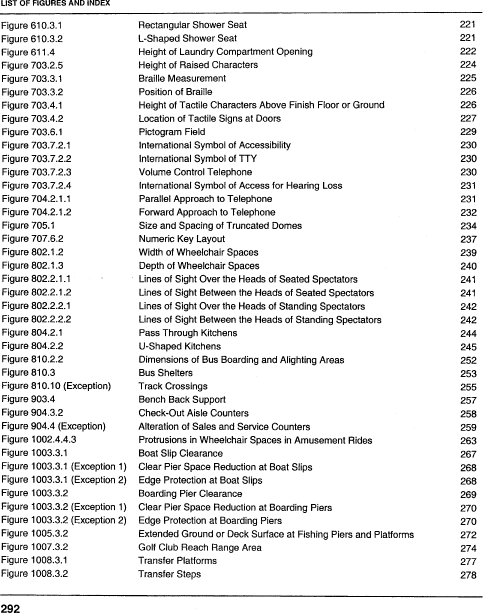 LIST OF FIGURES AND INDEX
Figure 610.3.1 Rectangular Shower Seat 221
Figure 610.3.2 L-Shaped Shower Seat 221
Figure 611.4 Height of Laundry Compartment Opening 222
Figure 703.2.5 Height of Raised Characters 224
Figure 703.3.1 Braille Measurement 225
Figure 703.3.2 Position of Braille 226
Figure 703.4.1 Height of Tactile Characters Above Finish Floor or Ground 226
Figure 703.4.2 Location of Tactile Signs at Doors 227
Figure 703.6.1 Pictogram Field 229
Figure 703.7.2.1 International Symbol of Accessibility 230
Figure 703.7.2.2 International Symbol of TTY 230
Figure 703.7.2.3 Volume Control Telephone 230
Figure 703.7.2.4 International Symbol of Access for Hearing Loss 231
Figure 704.2.1.1 Parallel Approach to Telephone 231
Figure 704.2.1.2 Forward Approach to Telephone 232
Figure 705.1 Size and Spacing of Truncated Domes 234
Figure 707.6.2 Numeric Key Layout 237
Figure 802.1.2 Width of Wheelchair Spaces 239
Figure 802.1.3 Depth of Wheelchair Spaces 240
Figure 802.2.1.1 Lines of Sight Over the Heads of Seated Spectators 241
Figure 802.2.1.2 Lines of Sight Between the Heads of Seated Spectators 241
Figure 802.2.2.1 Lines of Sight Over the Heads of Standing Spectators 242
Figure 802.2.2.2 Lines of Sight Between the Heads of Standing Spectators 242
Figure 804.2.1 Pass Through Kitchens 244
Figure 804.2.2 U-Shaped Kitchens 245
Figure 810.2.2 Dimensions of Bus Boarding and Alighting Areas 252
Figure 810.3 Bus Shelters 253
Figure 810.10 (Exception) Track Crossings 255
Figure 903.4 Bench Back Support 257
Figure 904.3.2 Check-Out Aisle Counters 258
Figure 904.4 (Exception) Alteration of Sales and Service Counters 259
Figure 1002.4.4.3 Protrusions in Wheelchair Spaces in Amusement Rides 263
Figure 1003.3.1 Boat Slip Clearance 267
Figure 1003.3.1 (Exception 1) Clear Pier Space Reduction at Boat Slips 268
Figure 1003.3.1 (Exception 2) Edge Protection at Boat Slips 268
Figure 1003.3.2 Boarding Pier Clearance 269
Figure 1003.3.2 (Exception 1) Clear Pier Space Reduction at Boarding Piers 270
Figure 1003.3.2 (Exception 2) Edge Protection at Boarding Piers 270
Figure 1005.3.2 Extended Ground or Deck Surface at Fishing Piers and Platforms 272
Figure 1007.3.2 Golf Club Reach Range Area 274
Figure 1008.3.1 Transfer Platforms 277
Figure 1008.3.2 Transfer Steps 278
292